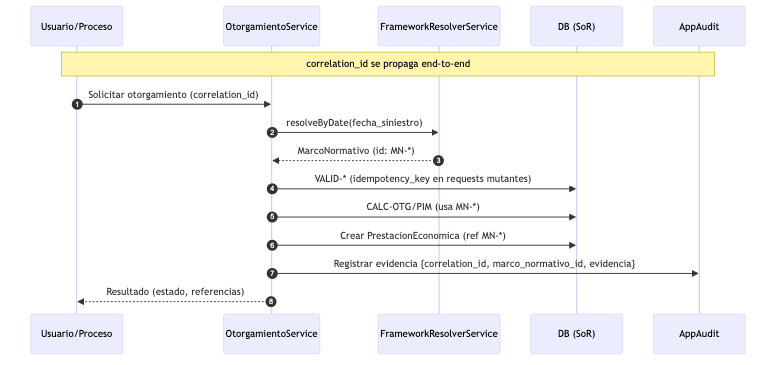 Usuario/Proceso
OtorgamientoService
FrameworkResolverService
DB (SoR)
AppAudit
correlation_id se propaga end-to-end
Solicitar otorgamiento (correlation_id)
1
resolveByDate(fecha_siniestro)
2
MarcoNormativo (id: MN-*)
3
VALID-* (idempotency_key en requests mutantes)
4
CALC-OTG/PIM (usa MN-*)
5
Crear PrestacionEconomica (ref MN-*)
6
Registrar evidencia {correlation_id, marco_normativo_id, evidencia}
7
Resultado (estado, referencias)
8
Usuario/Proceso
OtorgamientoService
FrameworkResolverService
DB (SoR)
AppAudit